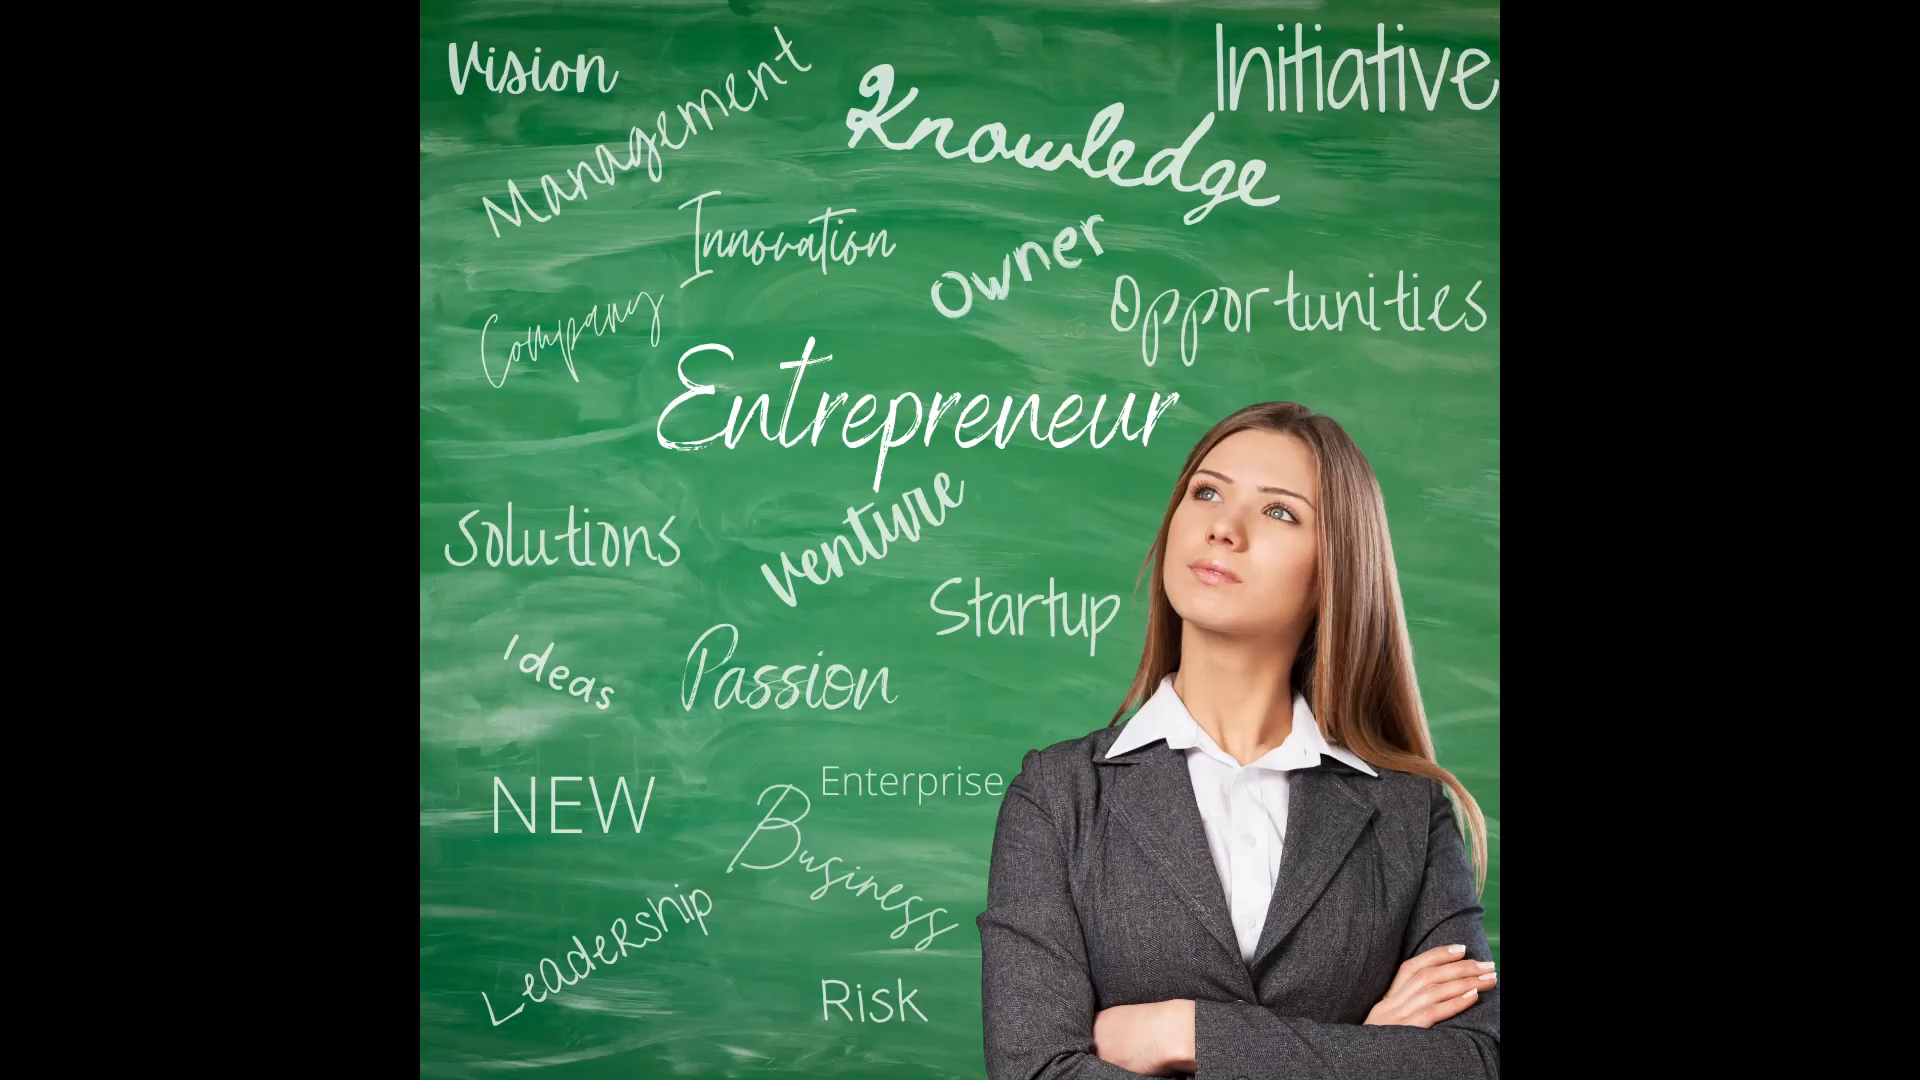 Vision
Management
Knowledge
Initiative
Innovation
Owner
Opportunities
Company
Entrepreneur
Solutions
Venture
Startup
Ideas
Passion
NEW
Enterprise
Business
Leadership
Risk